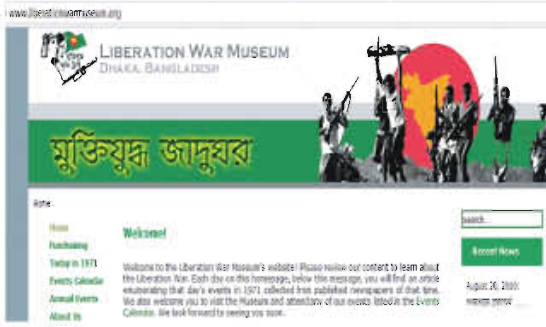 www.liberationwarmuseum.org
LIBERATION WAR MUSEUM
DHAKA, BANGLADESH
মুক্তিযুদ্ধ জাদুঘর
Home
Home
Fundraising
Today in 1971
Events Calendar
Annual Events
About Us
Welcome!
Welcome to the Liberation War Museum's website! Please review our content to learn about
the Liberation War. Each day on this homepage, below this message, you will find an article
enumerating that day's events in 1971 collected from published newspapers of that time.
We also welcome you to visit the Museum and attend any of our events listed in the Events
Calendar. We look forward to seeing you soon.
search...
Recent News
August 20,